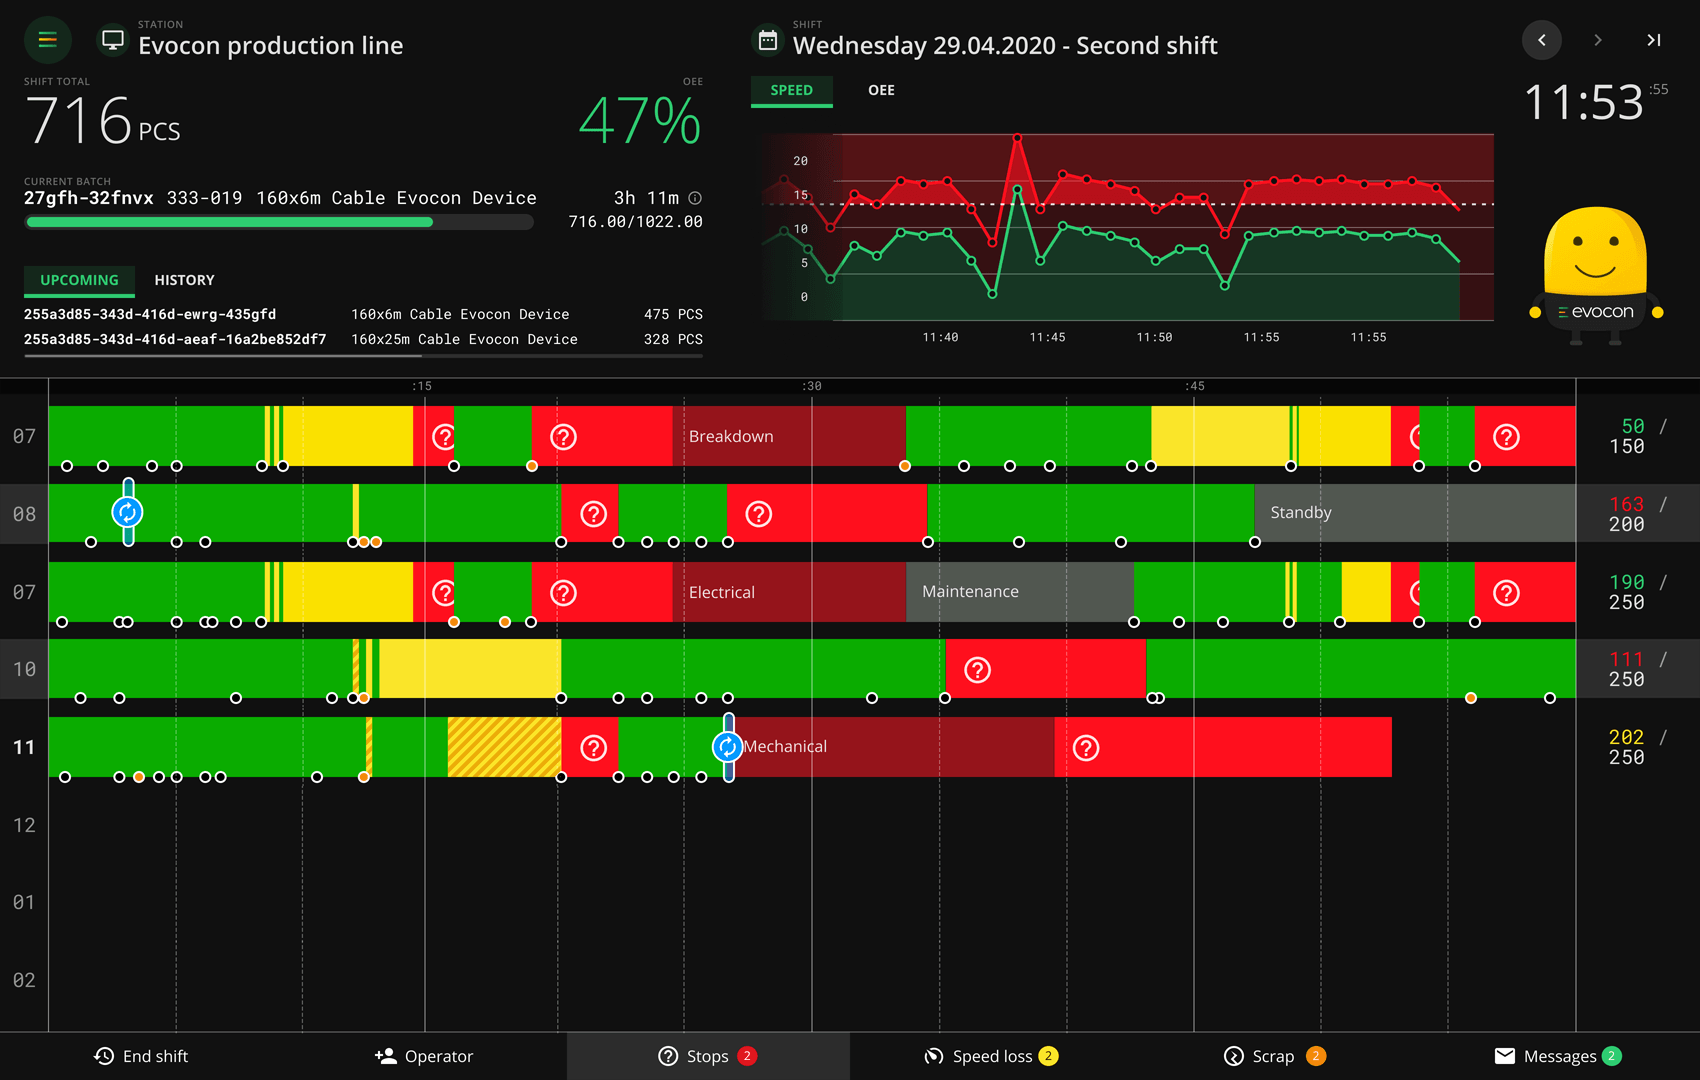 STATION
Evocon production line
SHIFT TOTAL
716 PCS
OEE
47%
CURRENT BATCH
27gfh-32fnvx 333-019 160x6m Cable Evocon Device
3h 11m
716.00/1022.00
UPCOMING HISTORY
255a3d85-343d-416d-ewrg-435gfd 160x6m Cable Evocon Device 475 PCS
255a3d85-343d-416d-aeaf-16a2be852df7 160x25m Cable Evocon Device 328 PCS
SHIFT
Wednesday 29.04.2020 - Second shift
SPEED OEE
20
15
10
5
0
11:40 11:45 11:50 11:55 11:55
11:53 :55
evocon
:15 :30 :45
07 ? ? Breakdown ? ? 50 /
150
08 ? ? Standby 163 /
200
07 ? ? Electrical Maintenance ? ? 190 /
250
10 ? 111 /
250
11 ? Mechanical ? 202 /
250
12
01
02
End shift Operator ? Stops 2 Speed loss 2 Scrap 2 Messages 2